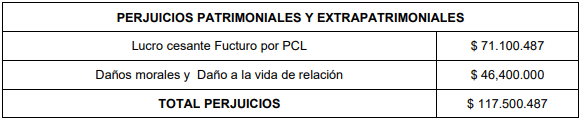 PERJUICIOS PATRIMONIALES Y EXTRAPATRIMONIALES
Lucro cesante Fucturo por PCL $ 71.100.487
Daños morales y Daño a la vida de relación $ 46,400.000
TOTAL PERJUICIOS $ 117.500.487